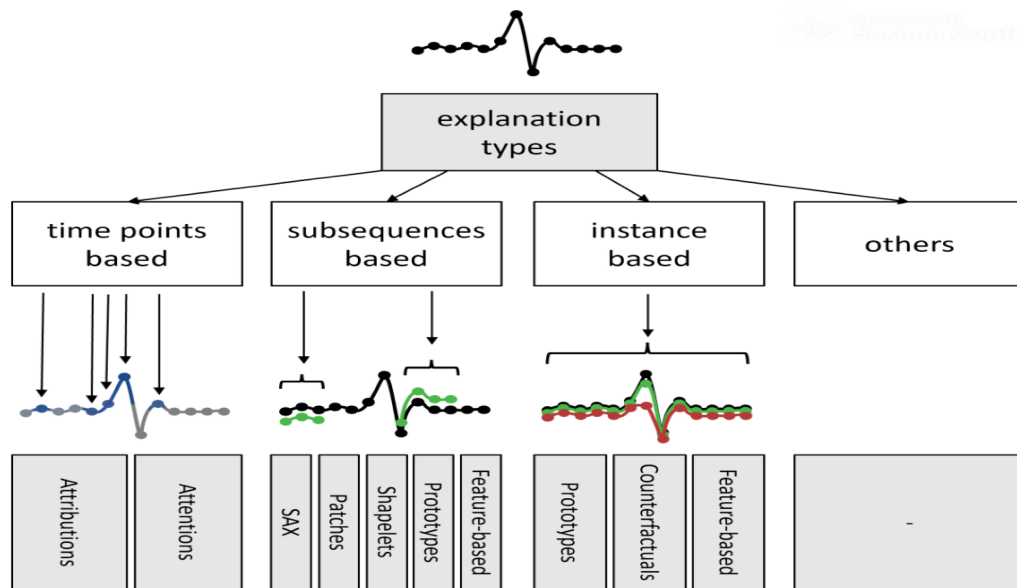 explanation
types
time points
based
subsequences
based
instance
based
others
Attributions
Attentions
SAX
Patches
Shapelets
Prototypes
Feature-based
Prototypes
Counterfactuals
Feature-based
-